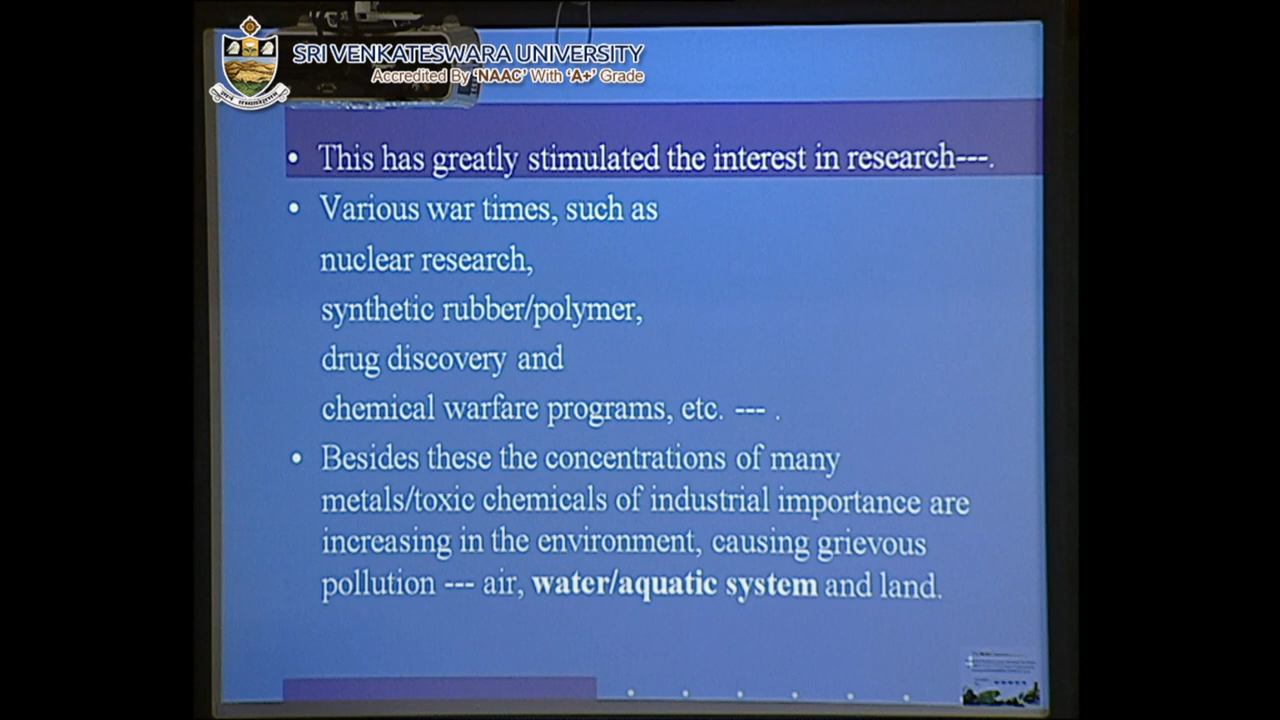 SRI VENKATESWARA UNIVERSITY
Accredited By 'NAAC' With 'A+' Grade
• This has greatly stimulated the interest in research---.
• Various war times, such as
nuclear research,
synthetic rubber/polymer,
drug discovery and
chemical warfare programs, etc. --- .
• Besides these the concentrations of many
metals/toxic chemicals of industrial importance are
increasing in the environment, causing grievous
pollution --- air, water/aquatic system and land.